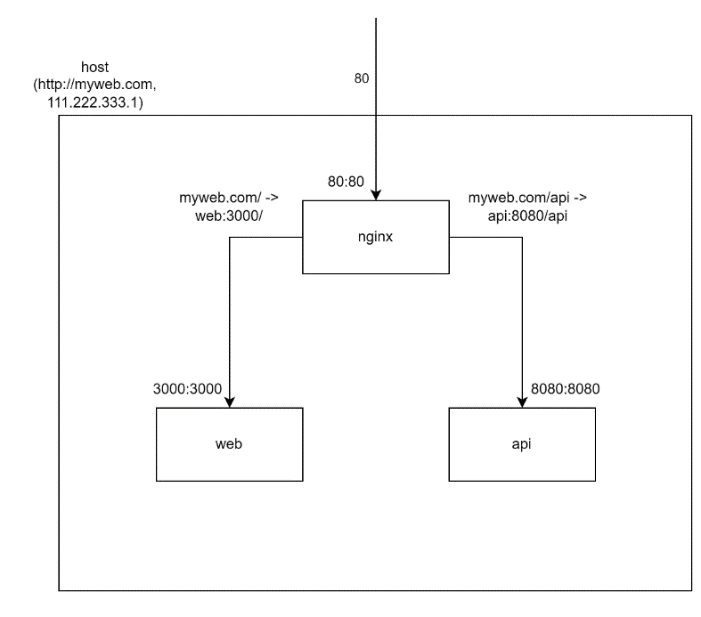 host
(http://myweb.com,
111.222.333.1)
80
80:80
myweb.com/ ->
web:3000/
myweb.com/api ->
api:8080/api
nginx
3000:3000
8080:8080
web
api